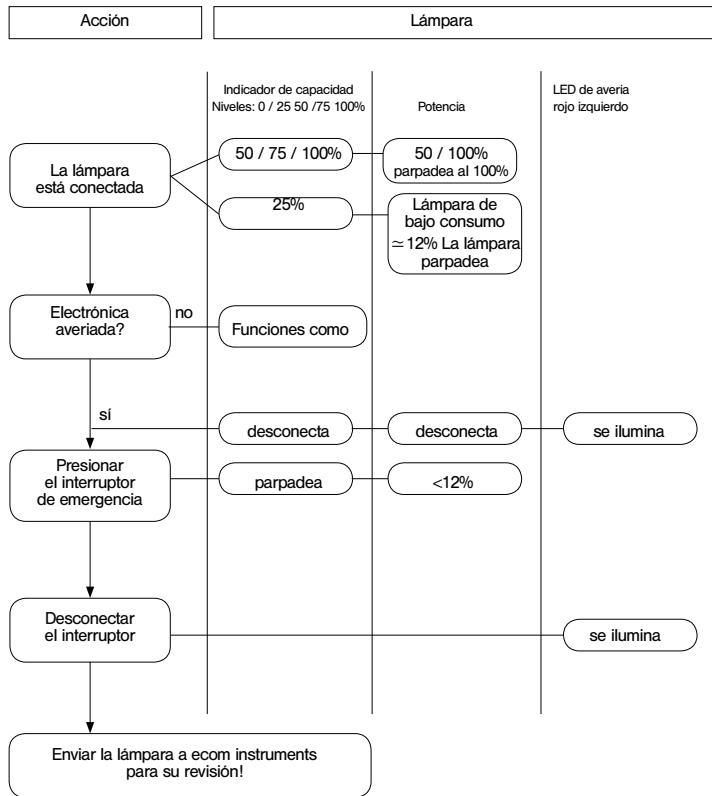 Acción
Lámpara
Indicador de capacidad
Niveles: 0 / 25 50 /75 100%
Potencia
LED de averia
rojo izquierdo
La lámpara
está conectada
50 / 75 / 100%
50 / 100%
parpadea al 100%
25%
Lámpara de
bajo consumo
≃12% La lámpara
parpadea
Electrónica
averiada?
no
Funciones como
sí
desconecta
desconecta
se ilumina
Presionar
el interruptor
de emergencia
parpadea
<12%
Desconectar
el interruptor
se ilumina
Enviar la lámpara a ecom instruments
para su revisión!